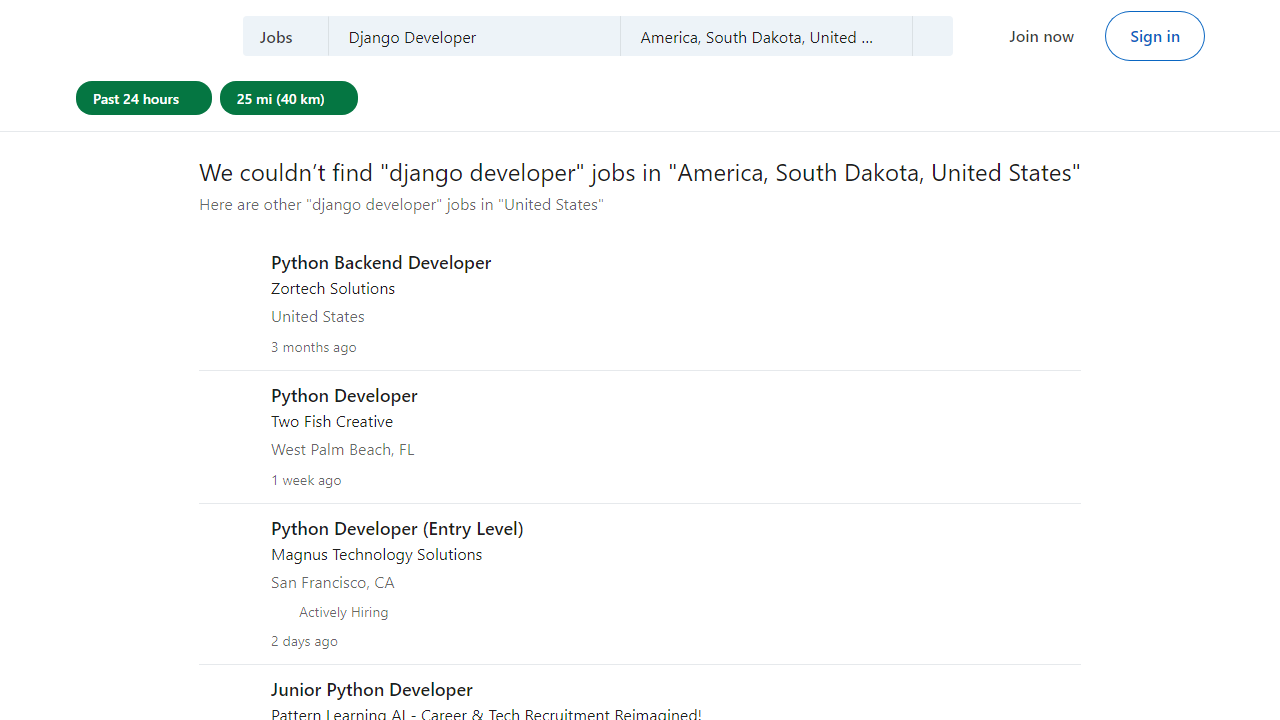 Jobs
Django Developer
America, South Dakota, United ...
Join now
Sign in
Past 24 hours
25 mi (40 km)
We couldn’t find "django developer" jobs in "America, South Dakota, United States"
Here are other "django developer" jobs in "United States"
Python Backend Developer
Zortech Solutions
United States
3 months ago
Python Developer
Two Fish Creative
West Palm Beach, FL
1 week ago
Python Developer (Entry Level)
Magnus Technology Solutions
San Francisco, CA
Actively Hiring
2 days ago
Junior Python Developer
Pattern Learning AI - Career & Tech Recruitment Reimagined!